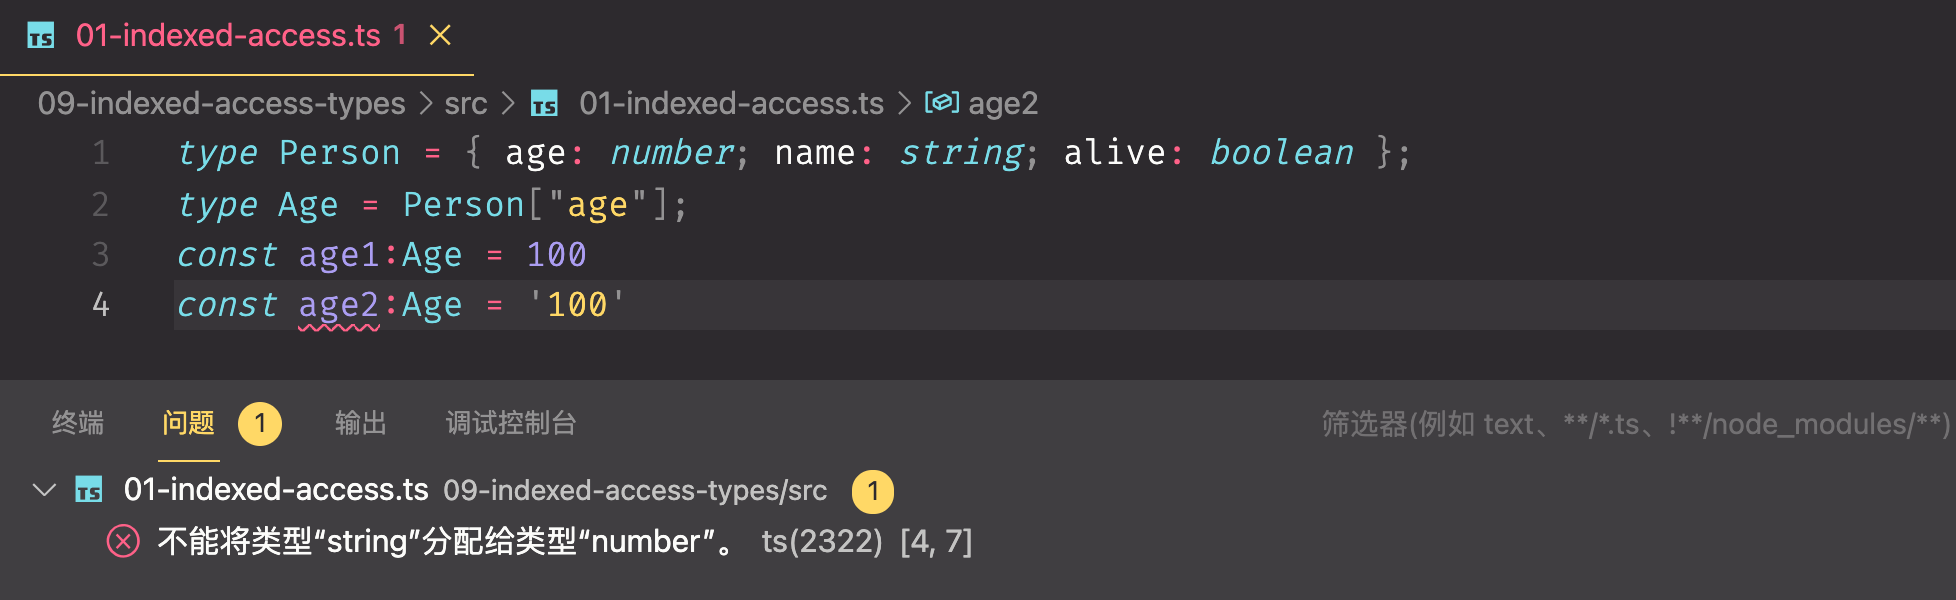 TS 01-indexed-access.ts 1
09-indexed-access-types > src > TS 01-indexed-access.ts > age2
1 type Person = { age: number; name: string; alive: boolean };
2 type Age = Person["age"];
3 const age1:Age = 100
4 const age2:Age = '100'
终端 问题 1 输出 调试控制台 筛选器(例如 text、**/*.ts、!**/node_modules/**)
TS 01-indexed-access.ts 09-indexed-access-types/src 1
不能将类型“string”分配给类型“number”。 ts(2322) [4, 7]